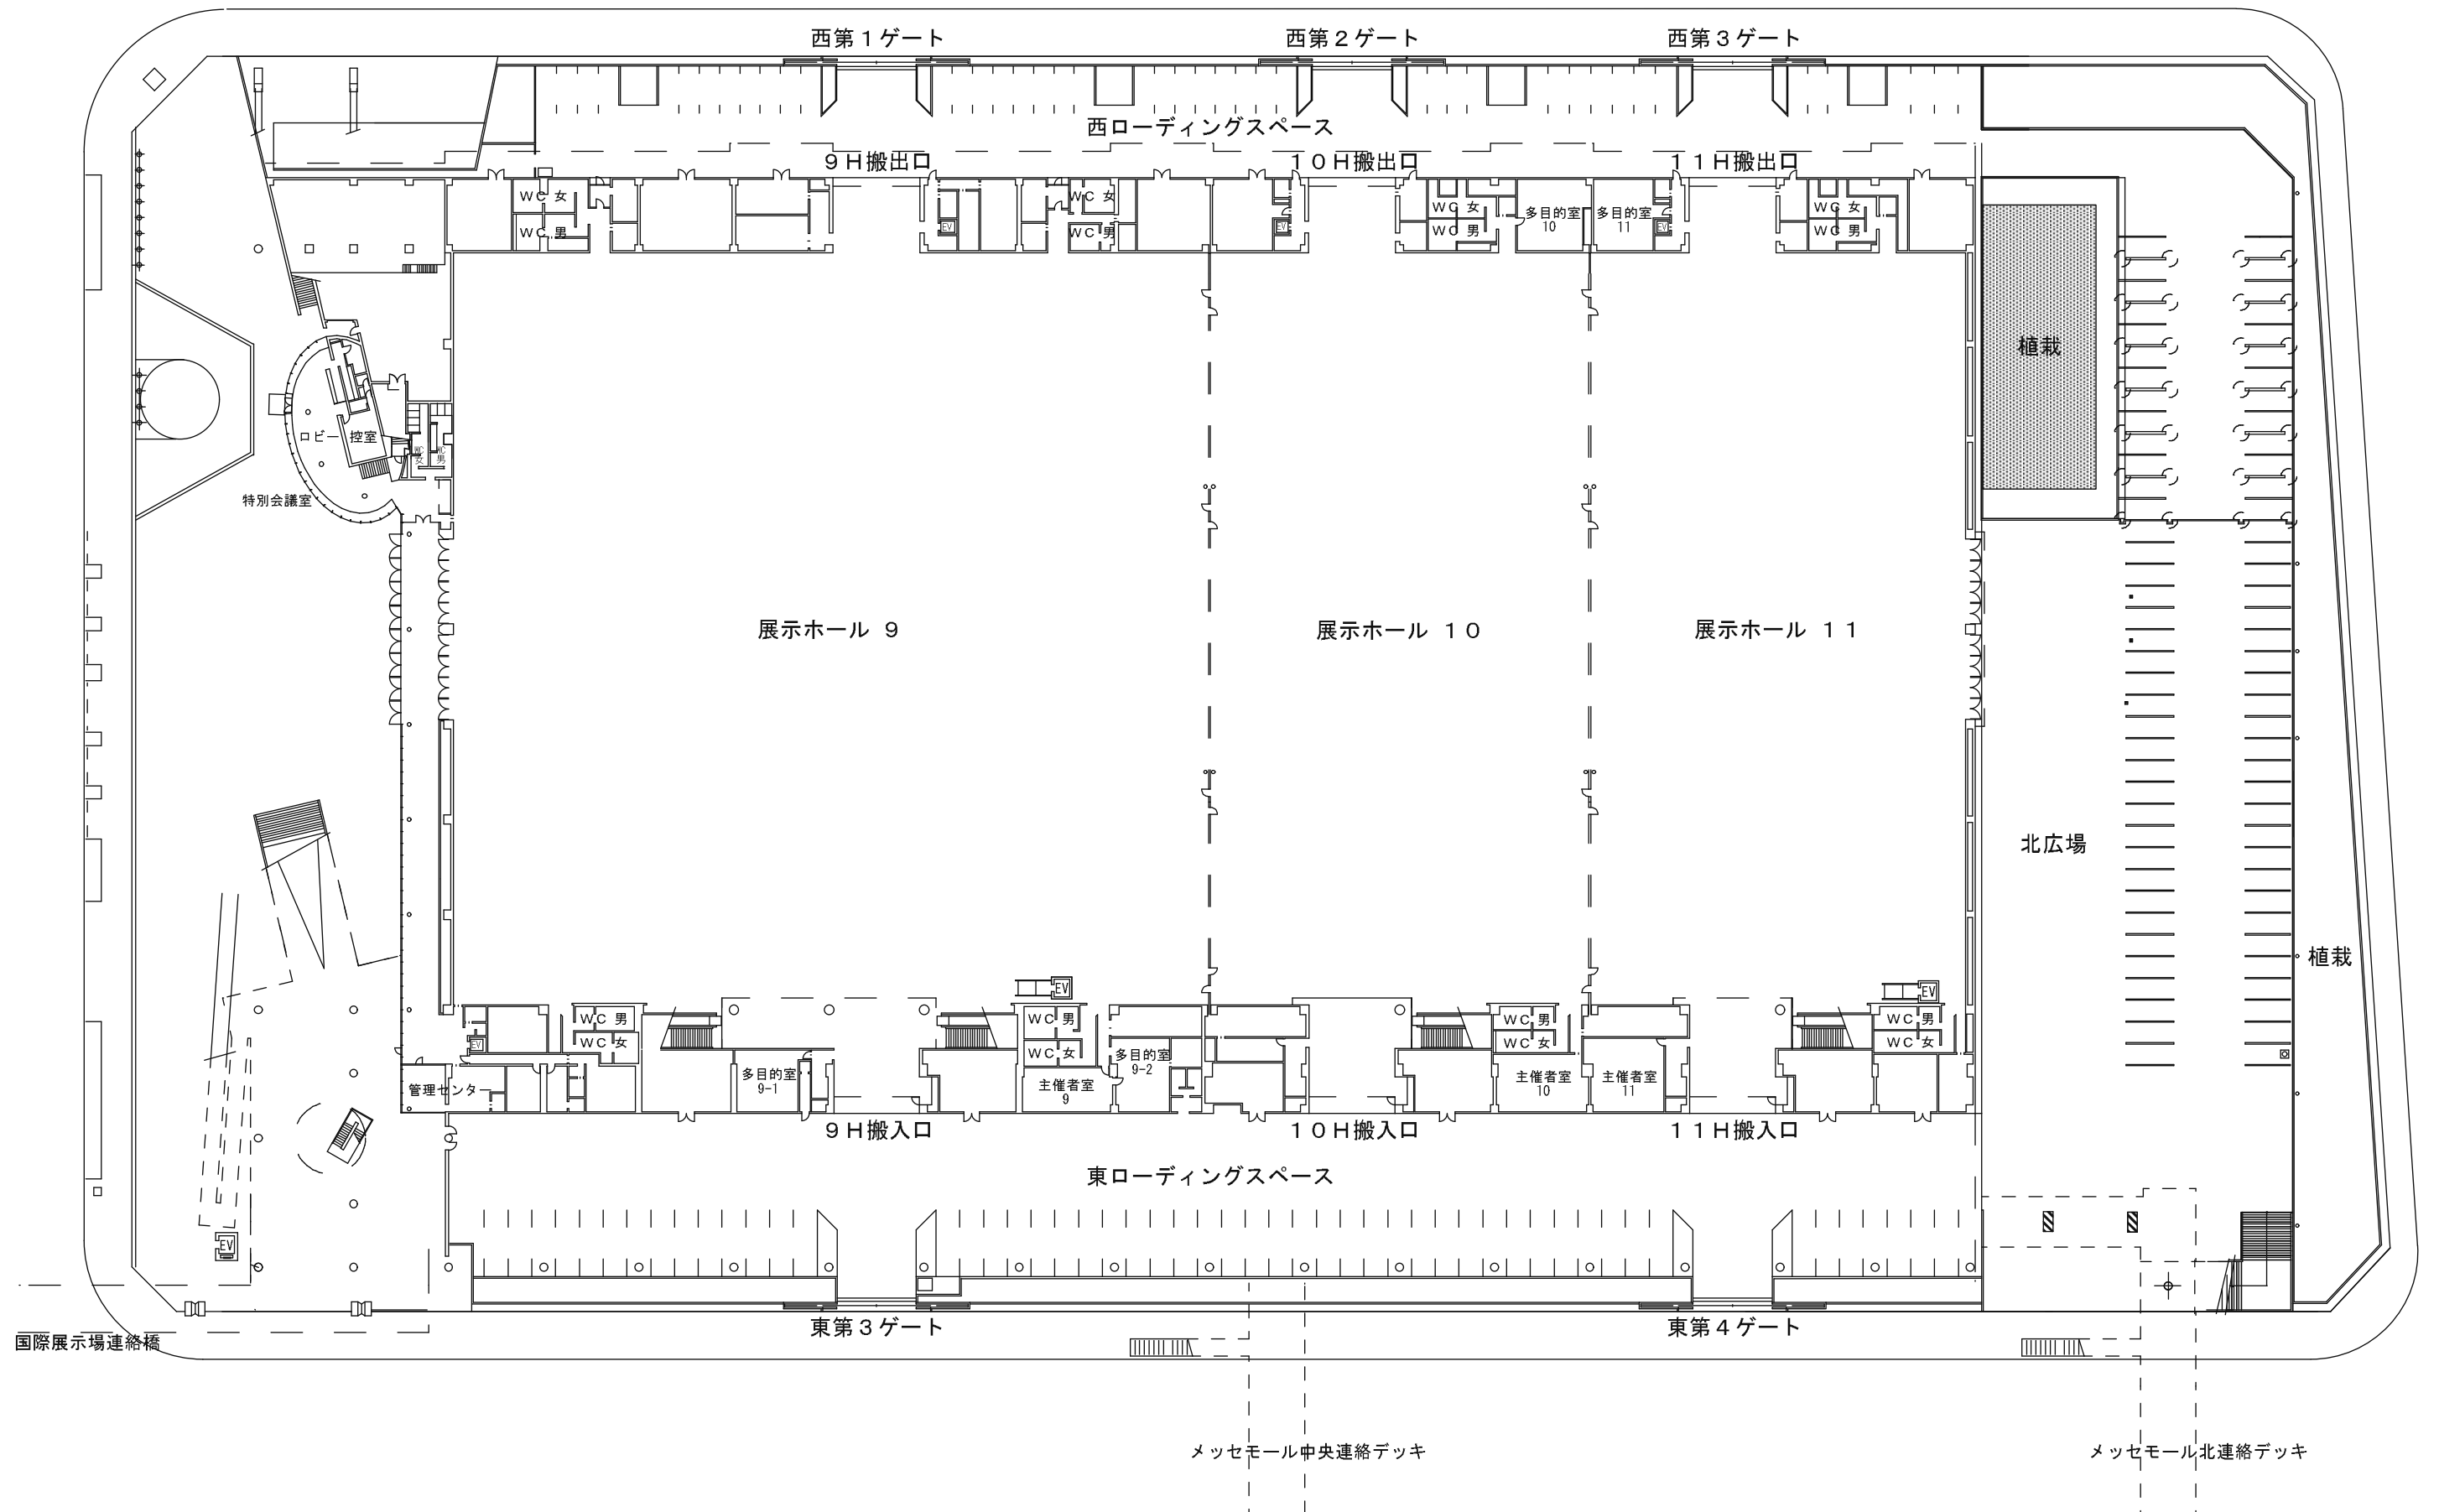 西第１ゲート
西第２ゲート
西第３ゲート
西ローディングスペース
９Ｈ搬出口
１０Ｈ搬出口
１１Ｈ搬出口
ＷＣ 女
ＷＣ 男
EV
ＷＣ 女
ＷＣ 男
EV
ＷＣ 女
ＷＣ 男
多目的室
10
多目的室
11
EV
ＷＣ 女
ＷＣ 男
植栽
ロビー
控室
WC
女
WC
男
特別会議室
展示ホール ９
展示ホール １０
展示ホール １１
北広場
植栽
EV
EV
ＷＣ 男
ＷＣ 女
EV
ＷＣ 男
ＷＣ 女
ＷＣ 男
ＷＣ 女
ＷＣ 男
ＷＣ 女
管理センター
多目的室
9-1
主催者室
9
多目的室
9-2
主催者室
10
主催者室
11
９Ｈ搬入口
１０Ｈ搬入口
１１Ｈ搬入口
東ローディングスペース
EV
東第３ゲート
東第４ゲート
国際展示場連絡橋
メッセモール中央連絡デッキ
メッセモール北連絡デッキ